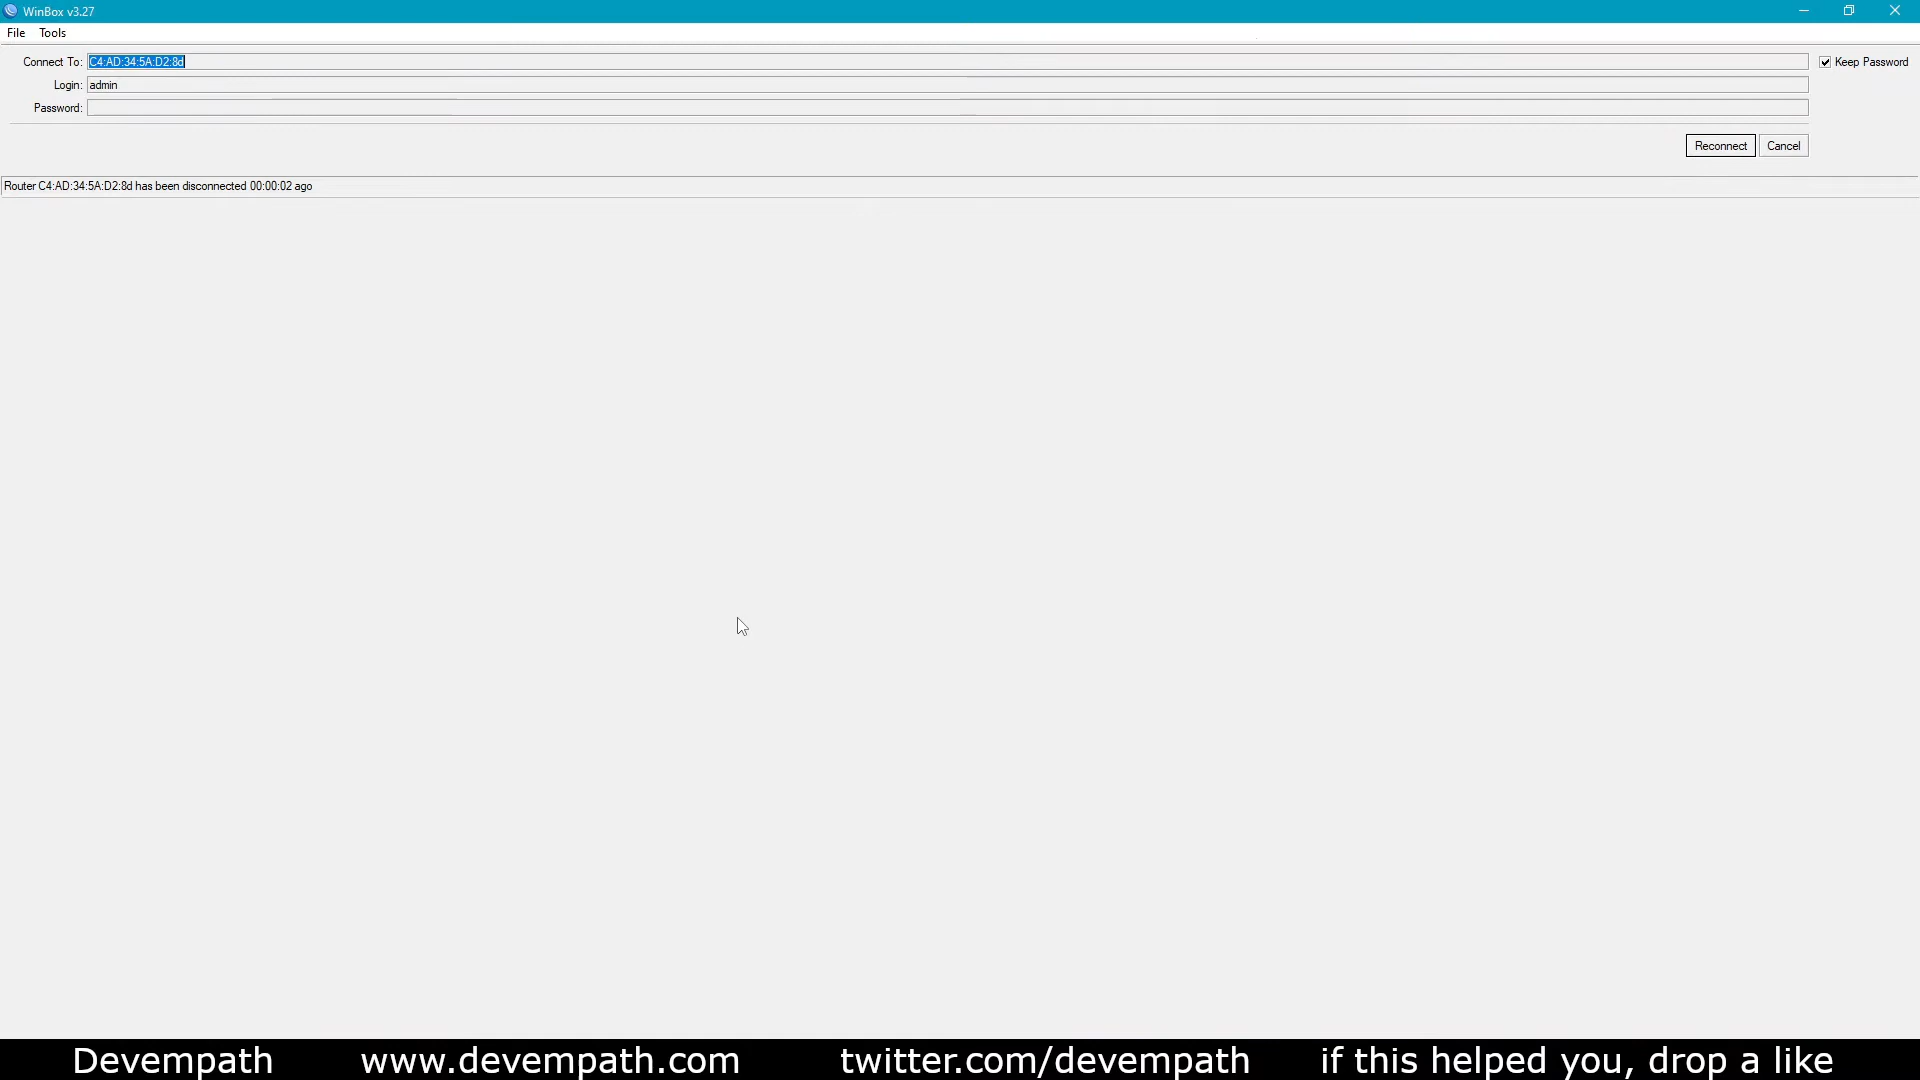 WinBox v3.27
File Tools
Connect To: C4:AD:34:5A:D2:8d Keep Password
Login: admin
Password:
Reconnect Cancel
Router C4:AD:34:5A:D2:8d has been disconnected 00:00:02 ago
Devempath www.devempath.com twitter.com/devempath if this helped you, drop a like